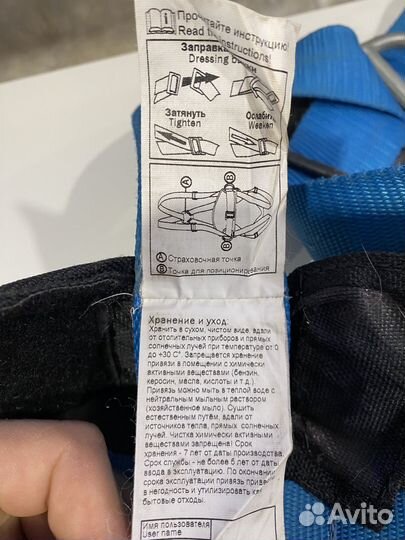 Прочитайте инструкцию!
Read instructions!
Заправка
Dressing
Затянуть
Tighten
Weaken
A
B
A
B
A Страховочная точка
B Точка для позиционирования
Хранение и уход:
Хранить в сухом, чистом виде, вдали
от отопительных приборов и прямых
солнечных лучей при температуре от 0
до +30 С°. Запрещается хранение
привязи в помещении с химически
активными веществами (бензин,
керосин, масла, кислоты и т.д.).
Привязь можно мыть в теплой воде с
нейтральным мыльным раствором
(хозяйственное мыло). Сушить
естественным путём, вдали от
источников тепла, прямых солнечных
лучей. Чистка химически активными
веществами запрещена! Срок
хранения - 7 лет от даты производства.
Срок службы - не более 5 лет от даты
ввода в эксплуатацию. По окончании
срока эксплуатации привязь привести
в негодность и утилизировать как
бытовые отходы.
Имя пользователя
User name
Avito